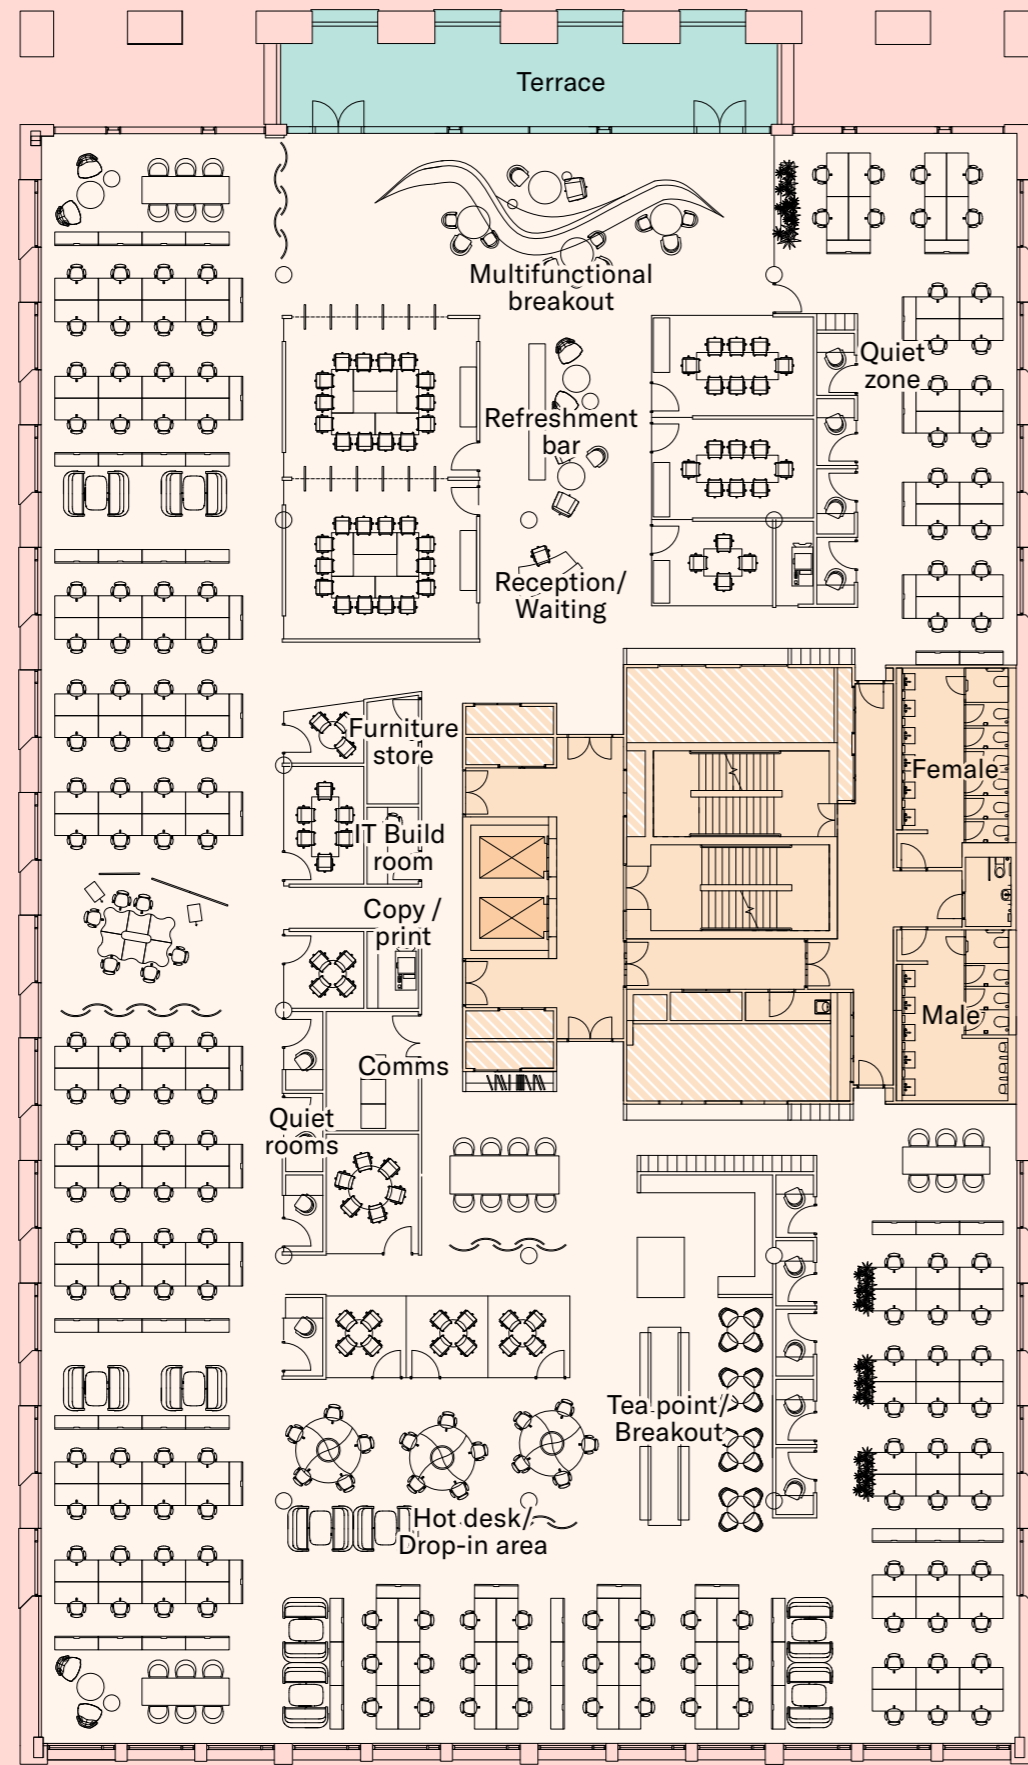 Terrace
Multifunctional
breakout
Quiet
zone
Refreshment
bar
Reception/
Waiting
Furniture
store
Female
IT Build
room
Copy /
print
Male
Comms
Quiet
rooms
Tea point/
Breakout
Hot desk/
Drop-in area